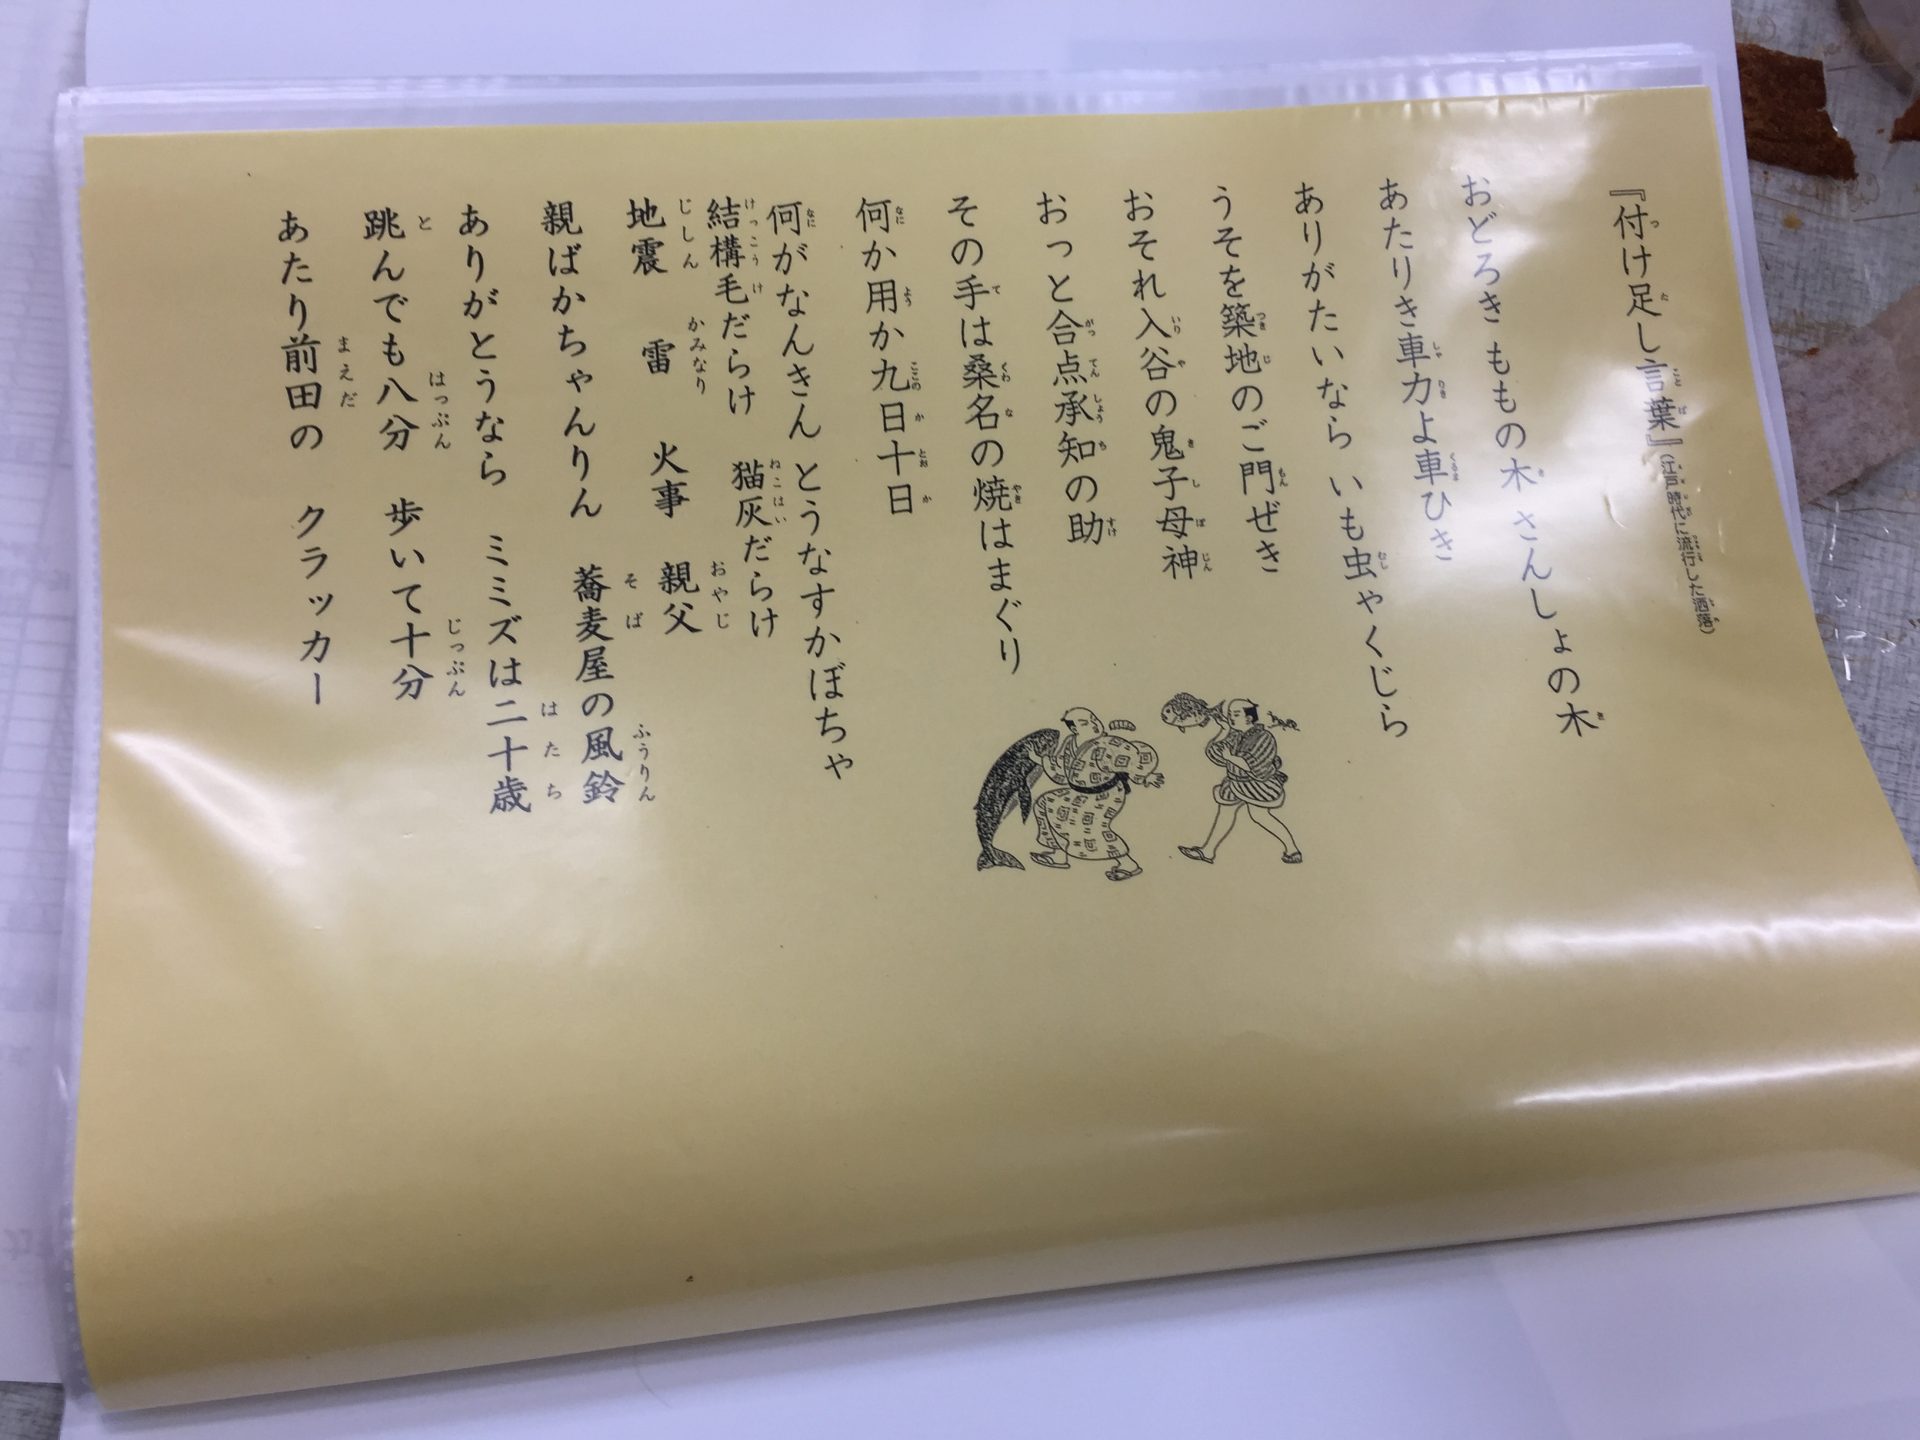 『付け足し言葉』（江戸時代に流行した洒落）
おどろき ももの木 さんしょの木
あたりき車力よ車ひき
ありがたいなら いも虫ゃくじら
うそを築地のご門ぜき
おそれ入谷の鬼子母神
おっと合点承知の助
その手は桑名の焼はまぐり
何か用か九日十日
何がなんきん とうなすかぼちゃ
結構毛だらけ 猫灰だらけ
地震 雷 火事 親父
親ばかちゃんりん 蕎麦屋の風鈴
ありがとうなら ミミズは二十歳
跳んでも八分 歩いて十分
あたり前田の クラッカー